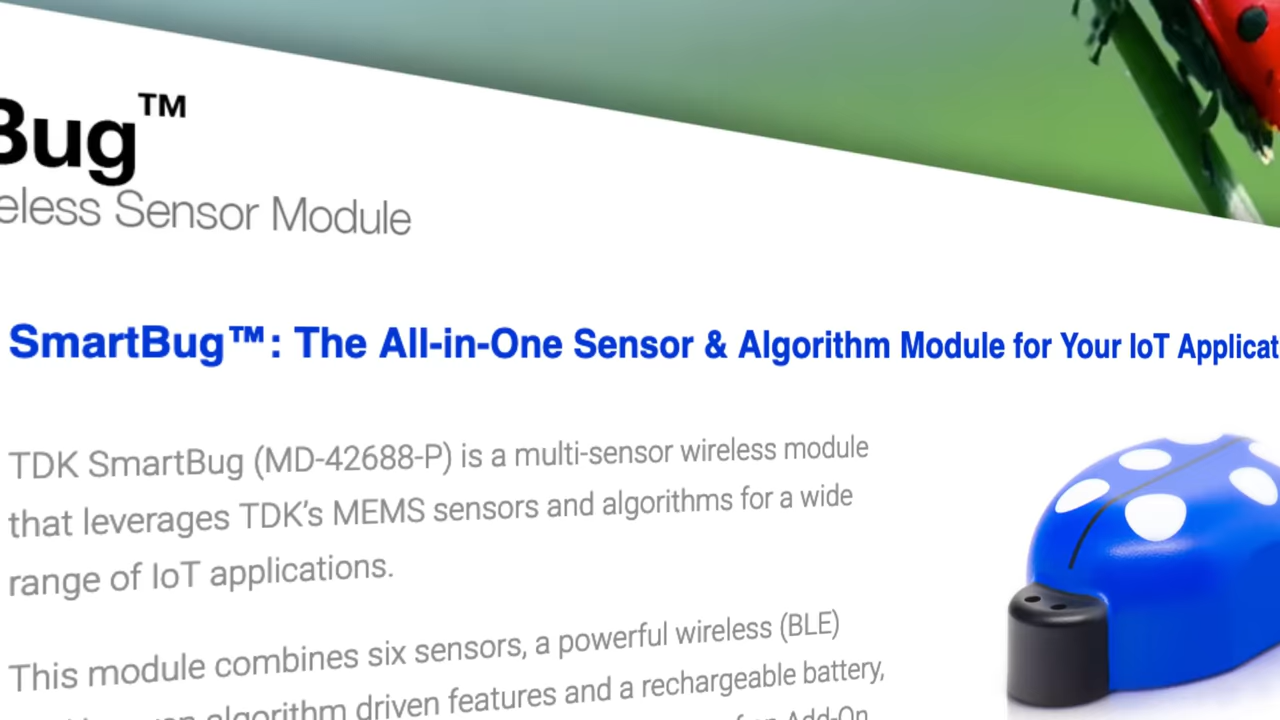 Bug™
eless Sensor Module
SmartBug™: The All-in-One Sensor & Algorithm Module for Your IoT Applicat
TDK SmartBug (MD-42688-P) is a multi-sensor wireless module
that leverages TDK's MEMS sensors and algorithms for a wide
range of IoT applications.
This module combines six sensors, a powerful wireless (BLE)
algorithm driven features and a rechargeable battery,
Add-On